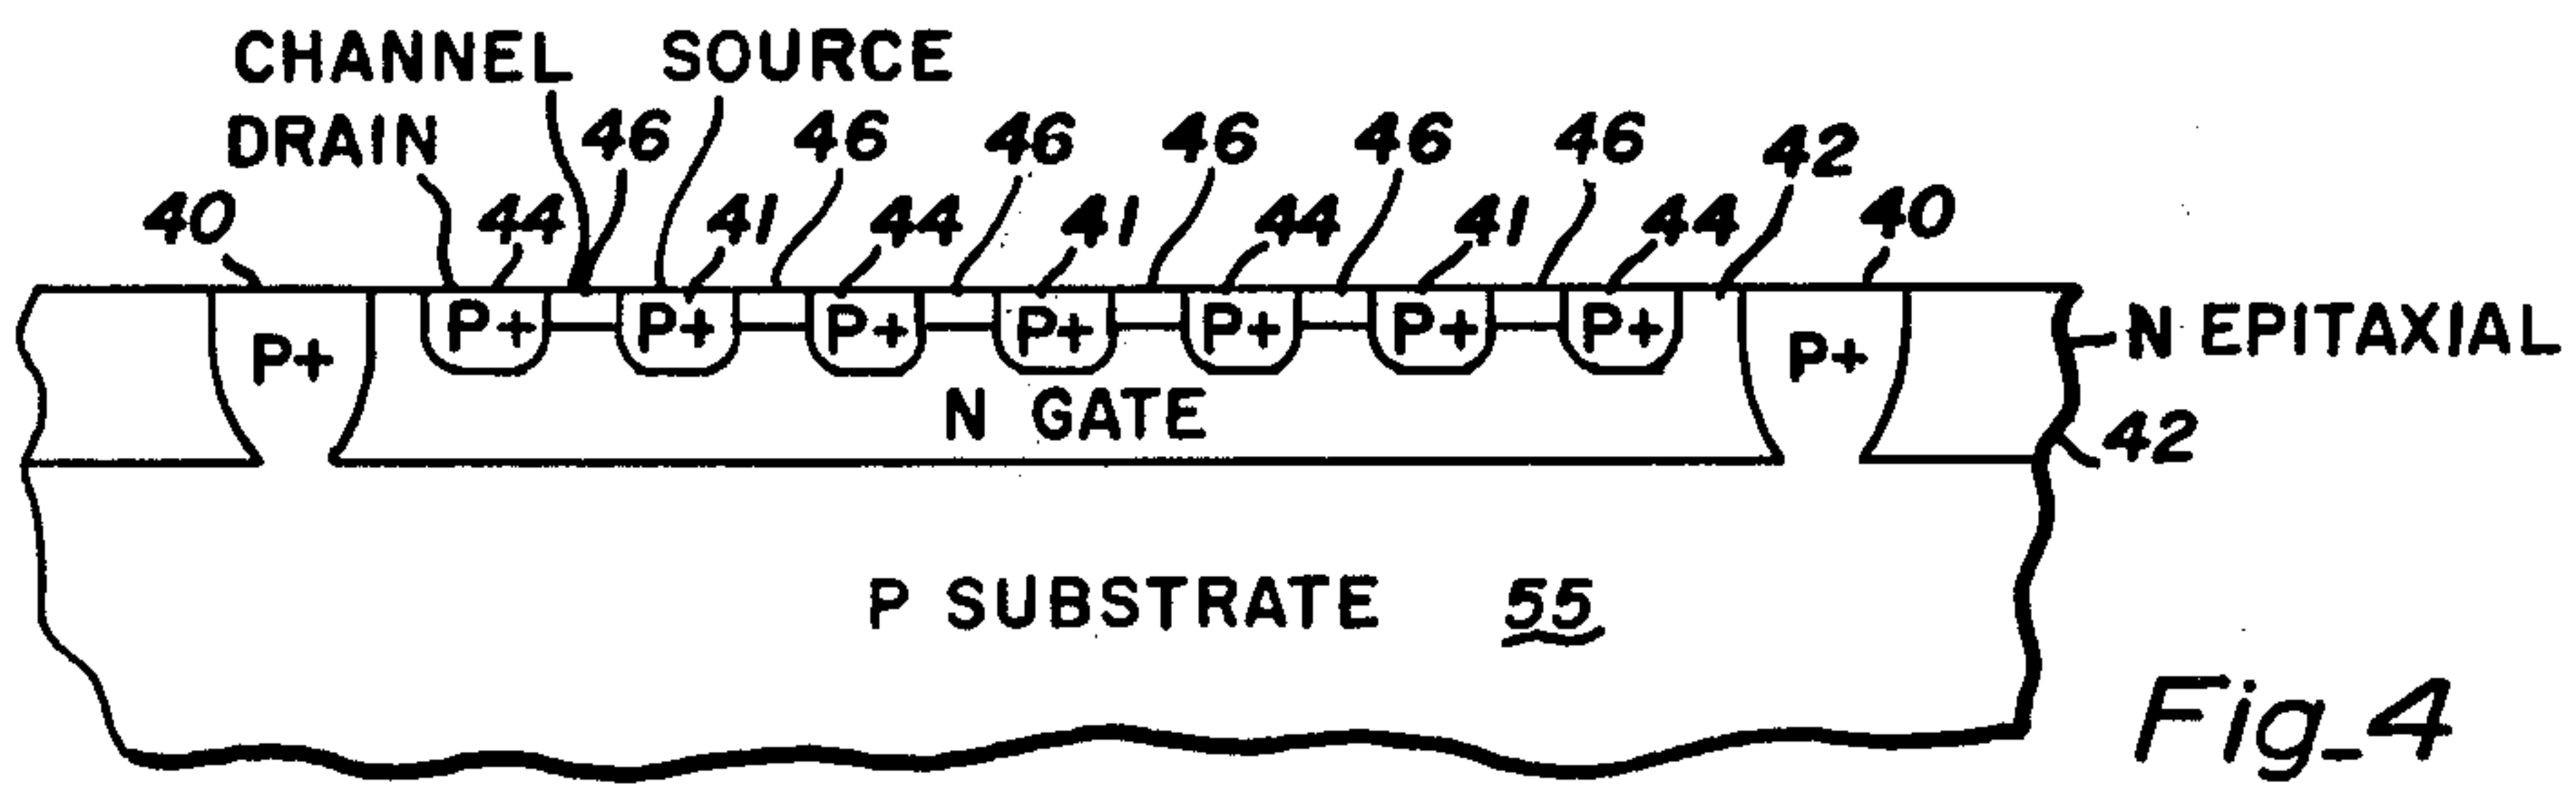 CHANNEL SOURCE
DRAIN 46 46 46 46 46 46 42
40 44 41 44 41 44 41 44 40
P+ P+ P+ P+ P+ P+ P+ P+ P+ N EPITAXIAL
N GATE 42
P SUBSTRATE 55
Fig_4